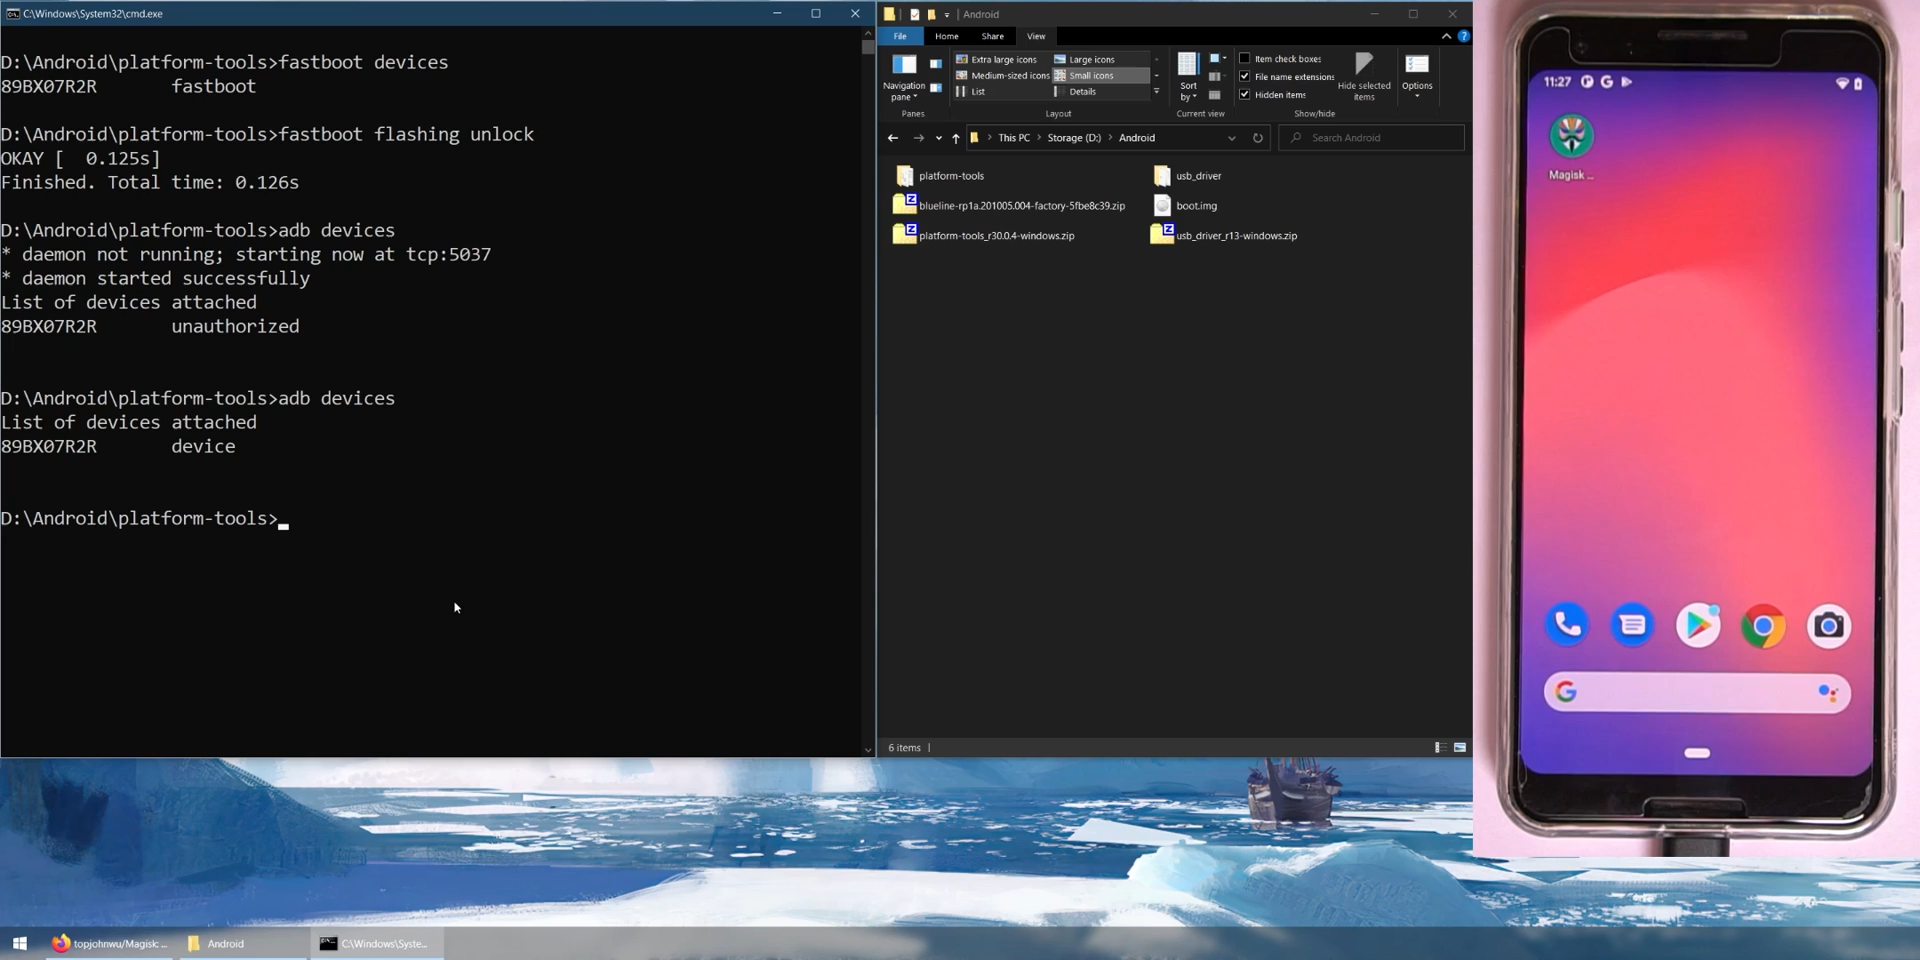 C:\Windows\System32\cmd.exe
D:\Android\platform-tools>fastboot devices
89BX07R2R fastboot
D:\Android\platform-tools>fastboot flashing unlock
OKAY [ 0.125s]
Finished. Total time: 0.126s
D:\Android\platform-tools>adb devices
* daemon not running; starting now at tcp:5037
* daemon started successfully
List of devices attached
89BX07R2R unauthorized
D:\Android\platform-tools>adb devices
List of devices attached
89BX07R2R device
D:\Android\platform-tools>
Android
File Home Share View
Navigation pane
Panes
Extra large icons Large icons
Medium-sized icons Small icons
List Details
Layout
Sort by
Current view
Item check boxes
File name extensions
Hidden items
Hide selected items
Show/hide
Options
This PC > Storage (D:) > Android
Search Android
platform-tools usb_driver
blueline-rp1a.201005.004-factory-5fbe8c39.zip boot.img
platform-tools_r30.0.4-windows.zip usb_driver_r13-windows.zip
6 items
11:27
Magisk ...
topjohnwu/Magisk: ...
Android
C:\Windows\Syste...